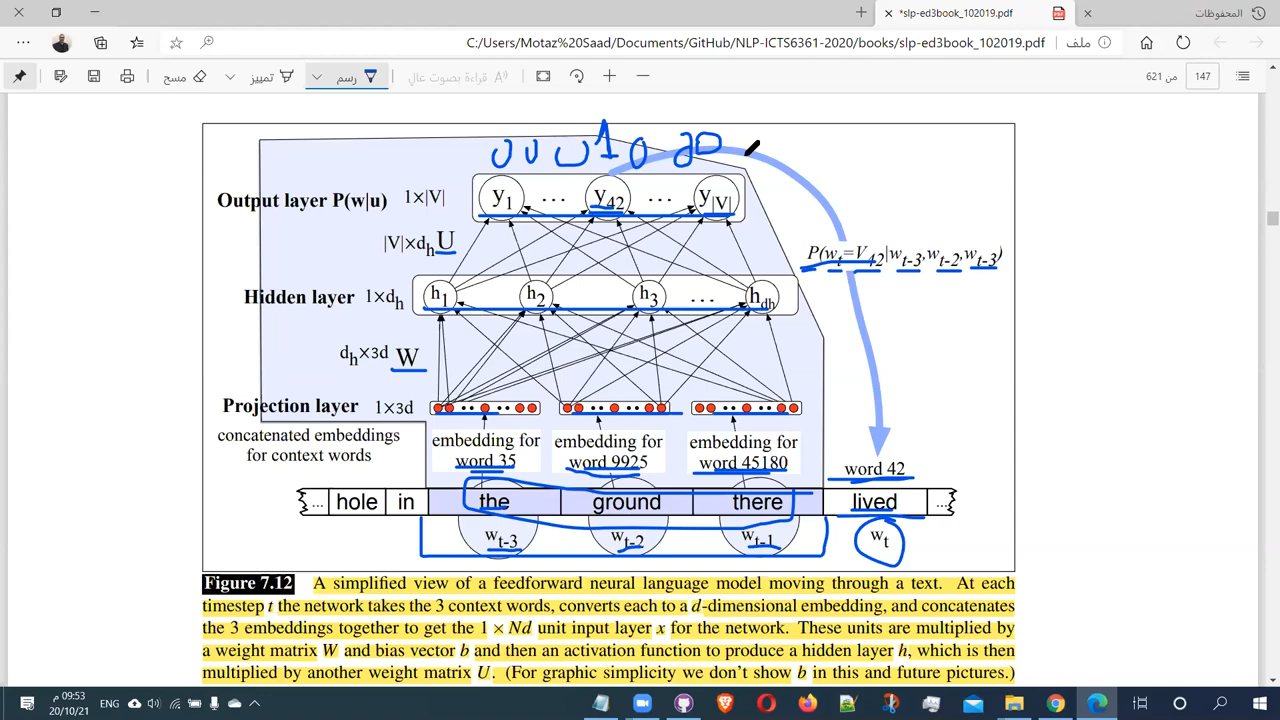 *slp-ed3book_102019.pdf
المحفوظات
C:/Users/Motaz%20Saad/Documents/GitHub/NLP-ICTS6361-2020/books/slp-ed3book_102019.pdf
ملف
مسح
تمييز
رسم
قراءة بصوت عالٍ
من 621
147
0 0 0 1 0 0 0
Output layer P(w|u) 1×|V|
y1 ... y42 ... y|V|
|V|×dh U
P(wt=V42|wt-3,wt-2,wt-3)
Hidden layer 1×dh
h1 h2 h3 ... hdh
dh×3d W
Projection layer 1×3d
concatenated embeddings
for context words
embedding for
word 35
embedding for
word 9925
embedding for
word 45180
word 42
... hole in the ground there lived ...
wt-3 wt-2 wt-1 wt
Figure 7.12 A simplified view of a feedforward neural language model moving through a text. At each
timestep t the network takes the 3 context words, converts each to a d-dimensional embedding, and concatenates
the 3 embeddings together to get the 1 × Nd unit input layer x for the network. These units are multiplied by
a weight matrix W and bias vector b and then an activation function to produce a hidden layer h, which is then
multiplied by another weight matrix U. (For graphic simplicity we don't show b in this and future pictures.)
09:53 م
20/10/21
ENG